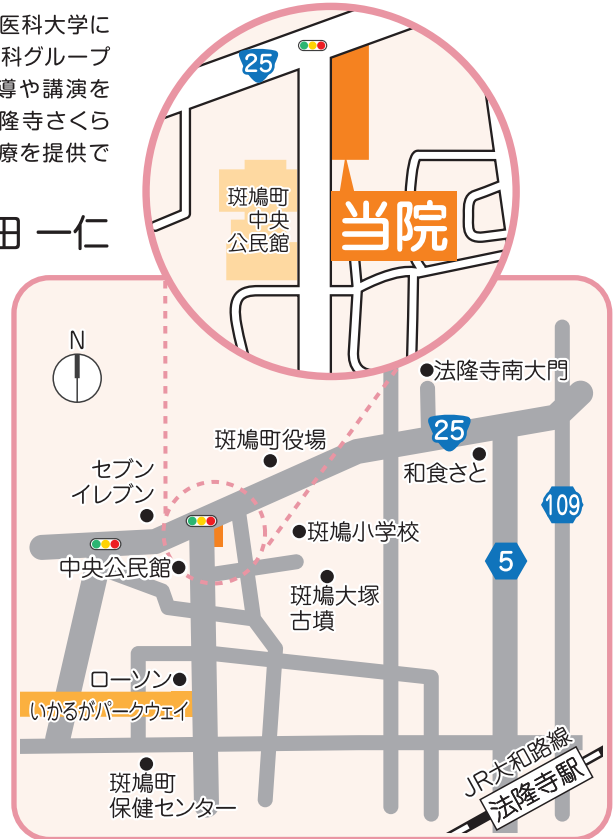 医科大学に
科グループ
導や講演を
隆寺さくら
療を提供で
田 一仁
25
斑鳩町
中央
公民館
当院
N
法隆寺南大門
25
斑鳩町役場
和食さと
セブン
イレブン
109
斑鳩小学校
5
中央公民館
斑鳩大塚
古墳
ローソン
いかるがパークウェイ
JR大和路線
法隆寺駅
斑鳩町
保健センター